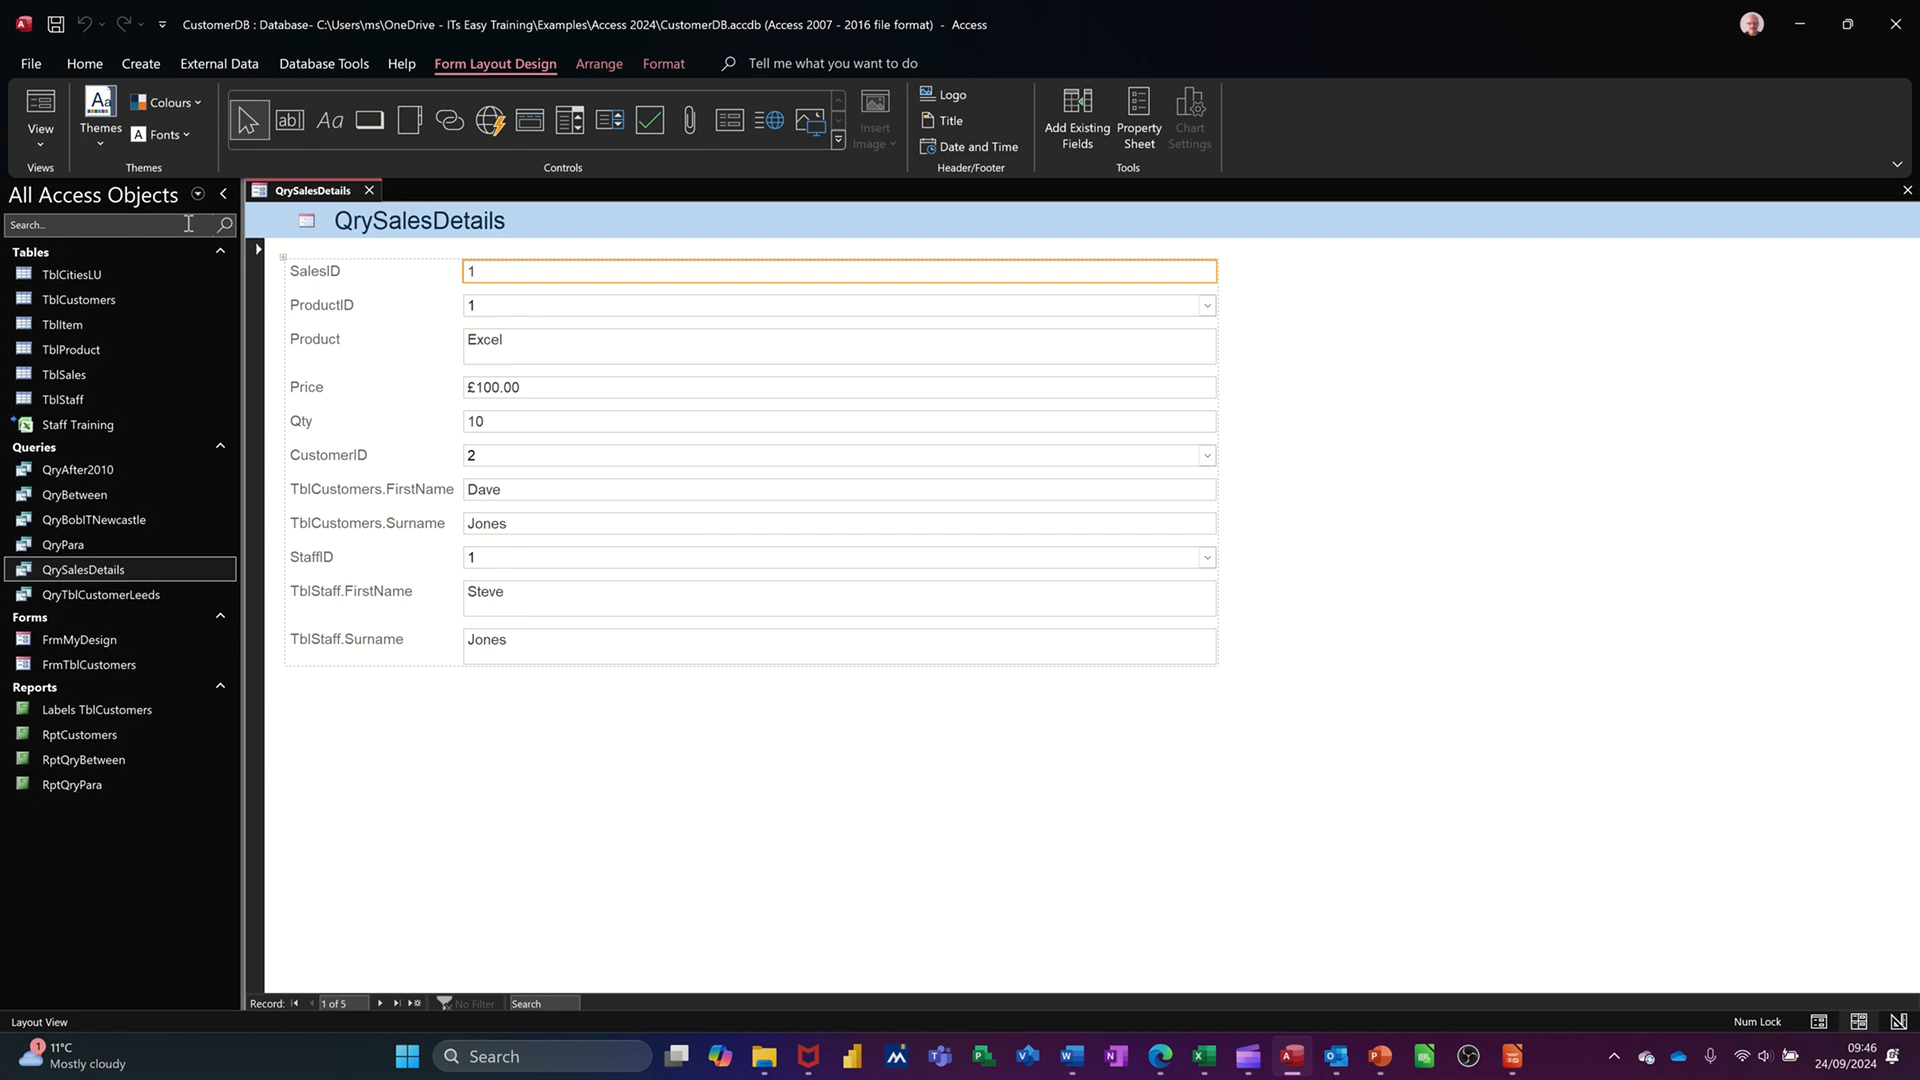 CustomerDB : Database- C:\Users\ms\OneDrive - ITs Easy Training\Examples\Access 2024\CustomerDB.accdb (Access 2007 - 2016 file format) - Access
File Home Create External Data Database Tools Help Form Layout Design Arrange Format Tell me what you want to do
View
Views
Aa
Themes
Colours
A Fonts
Themes
ab Aa
Controls
Insert
Image
Logo
Title
Date and Time
Header/Footer
Add Existing
Fields
Property
Sheet
Chart
Settings
Tools
All Access Objects
Search...
Tables
TblCitiesLU
TblCustomers
TblItem
TblProduct
TblSales
TblStaff
Staff Training
Queries
QryAfter2010
QryBetween
QryBobITNewcastle
QryPara
QrySalesDetails
QryTblCustomerLeeds
Forms
FrmMyDesign
FrmTblCustomers
Reports
Labels TblCustomers
RptCustomers
RptQryBetween
RptQryPara
QrySalesDetails
QrySalesDetails
SalesID 1
ProductID 1
Product Excel
Price £100.00
Qty 10
CustomerID 2
TblCustomers.FirstName Dave
TblCustomers.Surname Jones
StaffID 1
TblStaff.FirstName Steve
TblStaff.Surname Jones
Record: 1 of 5 No Filter Search
Layout View
Num Lock
1
11°C
Mostly cloudy
Search
09:46
24/09/2024